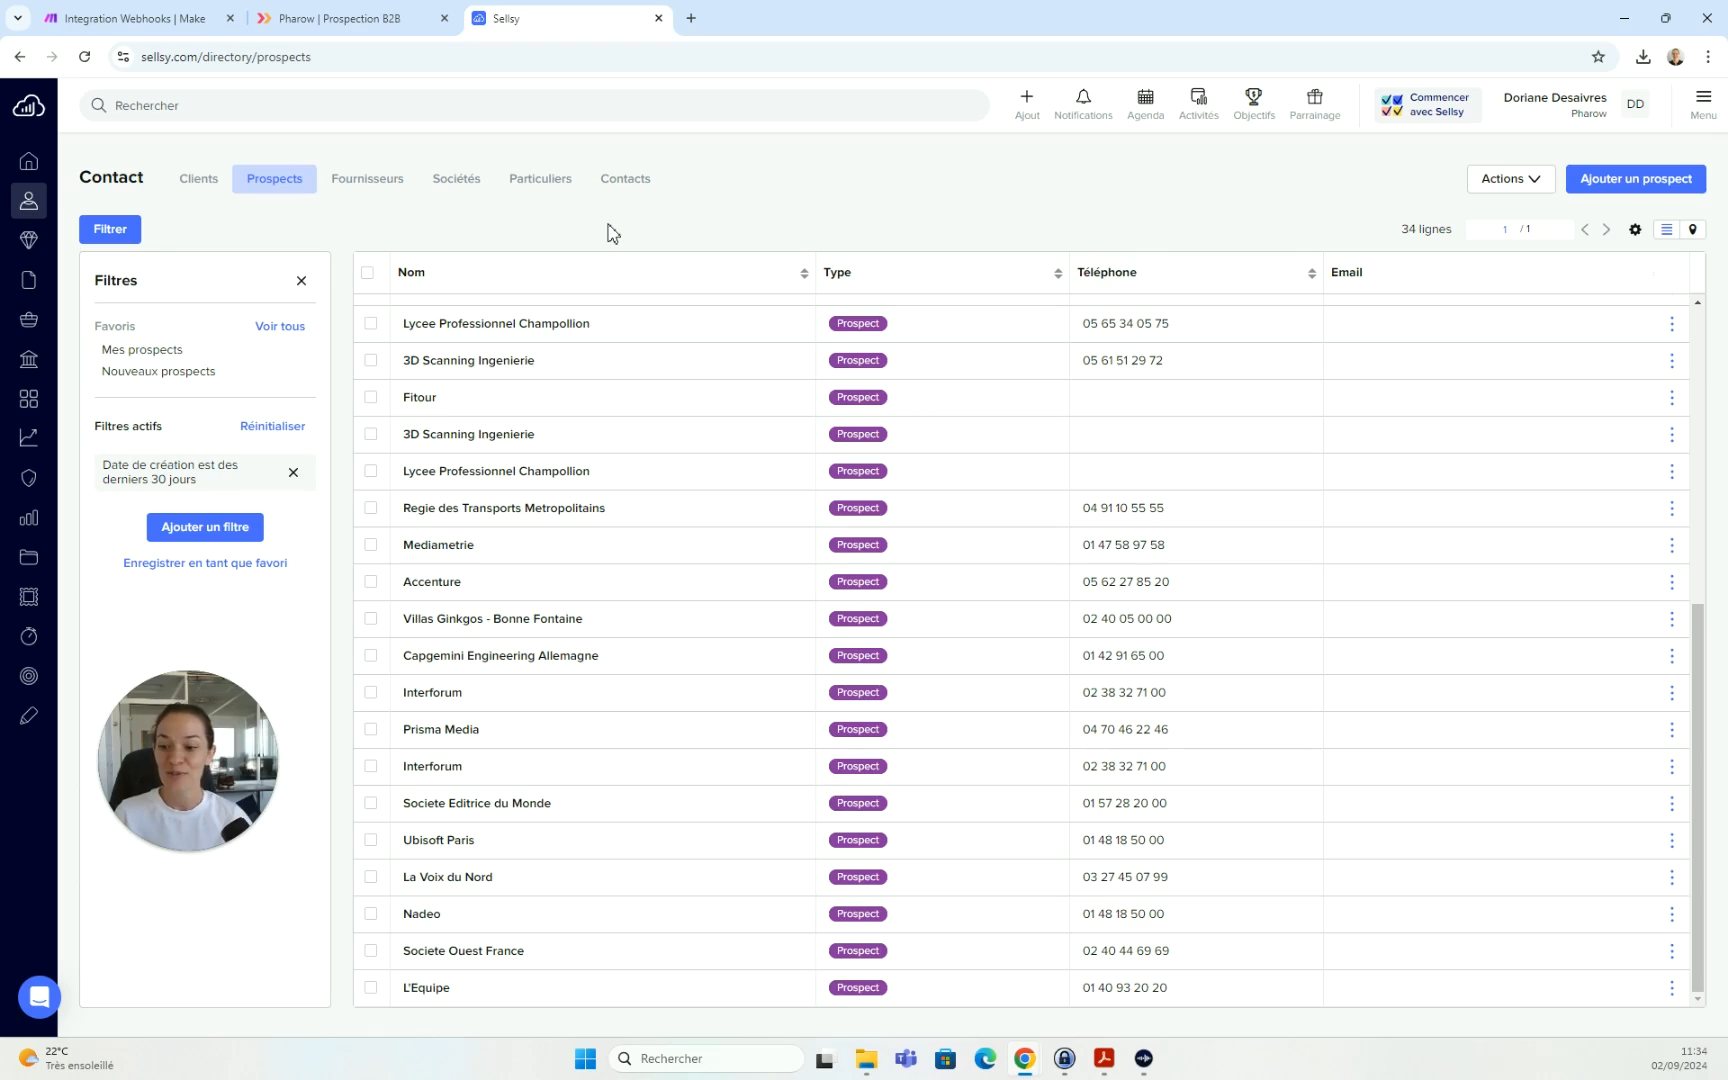 Integration Webhooks | Make
Pharow | Prospection B2B
Sellsy
sellsy.com/directory/prospects
Rechercher
Ajout
Notifications
Agenda
Activités
Objectifs
Parrainage
Commencer
avec Sellsy
Doriane Desaivres
Pharow
DD
Menu
Contact
Clients
Prospects
Fournisseurs
Sociétés
Particuliers
Contacts
Actions
Ajouter un prospect
Filtrer
34 lignes
1 / 1
Filtres
Favoris
Voir tous
Mes prospects
Nouveaux prospects
Filtres actifs
Réinitialiser
Date de création est des
derniers 30 jours
Ajouter un filtre
Enregistrer en tant que favori
Nom Type Téléphone Email
Lycee Professionnel Champollion Prospect 05 65 34 05 75
3D Scanning Ingenierie Prospect 05 61 51 29 72
Fitour Prospect
3D Scanning Ingenierie Prospect
Lycee Professionnel Champollion Prospect
Regie des Transports Metropolitains Prospect 04 91 10 55 55
Mediametrie Prospect 01 47 58 97 58
Accenture Prospect 05 62 27 85 20
Villas Ginkgos - Bonne Fontaine Prospect 02 40 05 00 00
Capgemini Engineering Allemagne Prospect 01 42 91 65 00
Interforum Prospect 02 38 32 71 00
Prisma Media Prospect 04 70 46 22 46
Interforum Prospect 02 38 32 71 00
Societe Editrice du Monde Prospect 01 57 28 20 00
Ubisoft Paris Prospect 01 48 18 50 00
La Voix du Nord Prospect 03 27 45 07 99
Nadeo Prospect 01 48 18 50 00
Societe Ouest France Prospect 02 40 44 69 69
L'Equipe Prospect 01 40 93 20 20
22°C
Très ensoleillé
Rechercher
11:34
02/09/2024